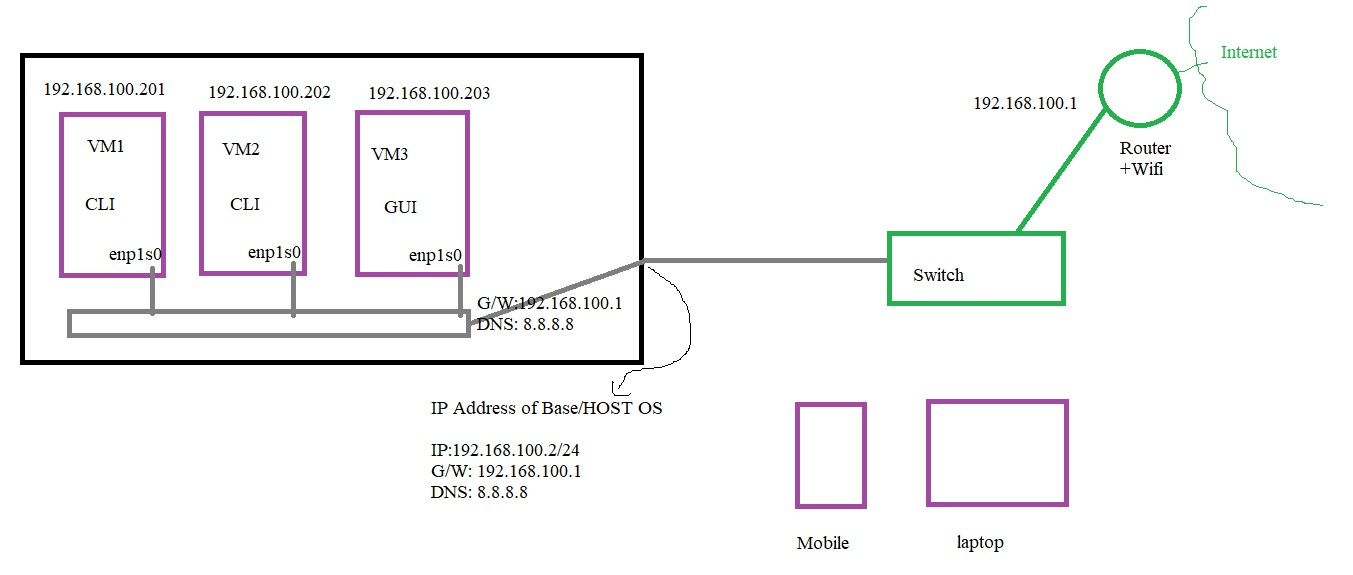 192.168.100.201
192.168.100.202
192.168.100.203
VM1
VM2
VM3
CLI
CLI
GUI
enp1s0
enp1s0
enp1s0
G/W:192.168.100.1
DNS: 8.8.8.8
IP Address of Base/HOST OS
IP:192.168.100.2/24
G/W: 192.168.100.1
DNS: 8.8.8.8
Internet
192.168.100.1
Router
+Wifi
Switch
Mobile
laptop